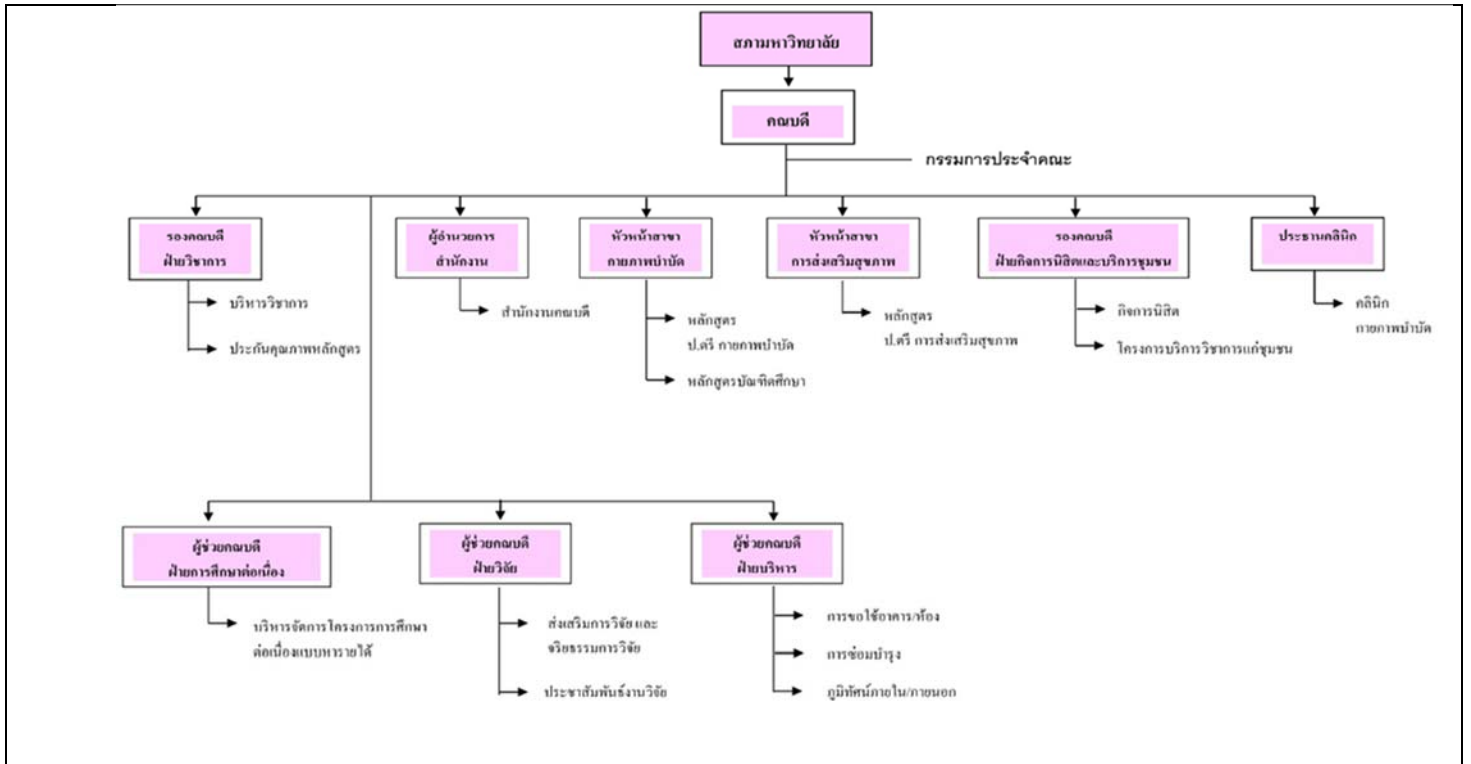 สภามหาวิทยาลัย
คณบดี
กรรมการประจำคณะ
รองคณบดี
ฝ่ายวิชาการ
บริหารวิชาการ
ประกันคุณภาพหลักสูตร
ผู้อำนวยการ
สำนักงาน
สำนักงานคณบดี
หัวหน้าสาขา
กายภาพบำบัด
หลักสูตร
ป.ตรี กายภาพบำบัด
หลักสูตรบัณฑิตศึกษา
หัวหน้าสาขา
การส่งเสริมสุขภาพ
หลักสูตร
ป.ตรี การส่งเสริมสุขภาพ
รองคณบดี
ฝ่ายกิจการนิสิตและบริการชุมชน
กิจการนิสิต
โครงการบริการวิชาการแก่ชุมชน
ประธานคลินิก
คลินิก
กายภาพบำบัด
ผู้ช่วยคณบดี
ฝ่ายการศึกษาต่อเนื่อง
บริหารจัดการโครงการการศึกษา
ต่อเนื่องแบบหารายได้
ผู้ช่วยคณบดี
ฝ่ายวิจัย
ส่งเสริมการวิจัย และ
จริยธรรมการวิจัย
ประชาสัมพันธ์งานวิจัย
ผู้ช่วยคณบดี
ฝ่ายบริหาร
การขอใช้อาคาร/ห้อง
การซ่อมบำรุง
ภูมิทัศน์ภายใน/ภายนอก